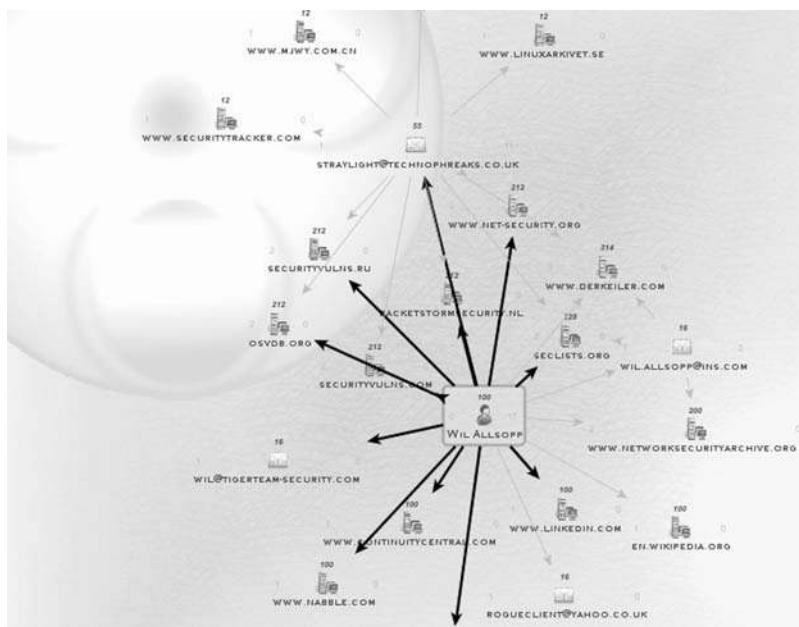 12
WWW.MJWY.COM.CN
12
WWW.LINUXARKIVET.SE
12
WWW.SECURITYTRACKER.COM
55
STRAYLIGHT@TECHNOPHREAKS.CO.UK
212
WWW.NET-SECURITY.ORG
212
SECURITYVULNS.RU
314
WWW.DERKEILER.COM
PACKETSTORMSECURITY.NL
212
OSVDB.ORG
SECLISTS.ORG
16
WIL.ALLSOPP@INS.COM
212
SECURITYVULNS.COM
100
WIL ALLSOPP
200
WWW.NETWORKSECURITYARCHIVE.ORG
16
WIL@TIGERTEAM-SECURITY.COM
100
WWW.CONTINUITYCENTRAL.COM
100
WWW.LINKEDIN.COM
100
EN.WIKIPEDIA.ORG
100
WWW.NABBLE.COM
16
ROGUECLIENT@YAHOO.CO.UK